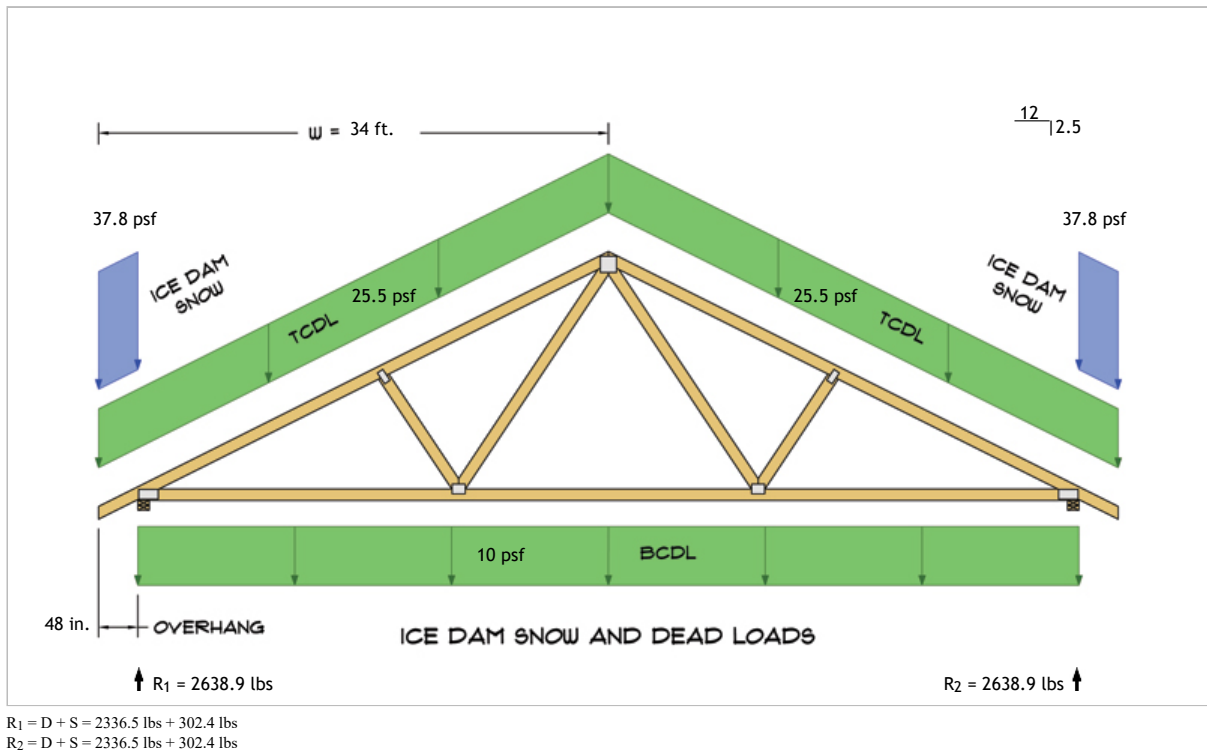 W = 34 ft.
12
2.5
37.8 psf
37.8 psf
ICE DAM
SNOW
ICE DAM
SNOW
25.5 psf
25.5 psf
TCDL
TCDL
10 psf
BCDL
48 in.
OVERHANG
ICE DAM SNOW AND DEAD LOADS
R1 = 2638.9 lbs
R2 = 2638.9 lbs
R1 = D + S = 2336.5 lbs + 302.4 lbs
R2 = D + S = 2336.5 lbs + 302.4 lbs